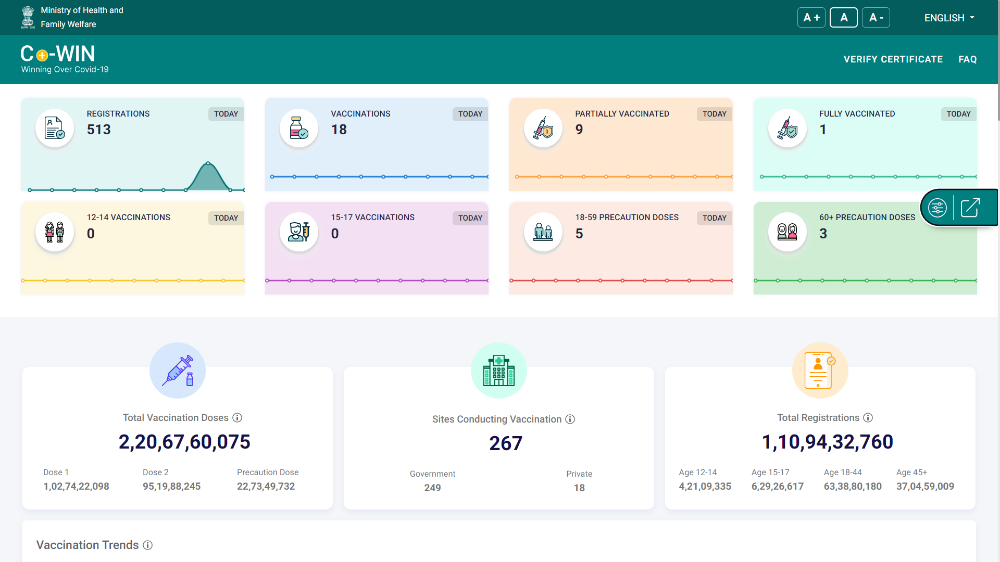 Ministry of Health and
Family Welfare
A +
A
A -
ENGLISH
Co-WIN
Winning Over Covid-19
VERIFY CERTIFICATE
FAQ
REGISTRATIONS
TODAY
513
VACCINATIONS
TODAY
18
PARTIALLY VACCINATED
TODAY
9
FULLY VACCINATED
TODAY
1
12-14 VACCINATIONS
TODAY
0
15-17 VACCINATIONS
TODAY
0
18-59 PRECAUTION DOSES
TODAY
5
60+ PRECAUTION DOSES
3
Total Vaccination Doses
2,20,67,60,075
Dose 1
1,02,74,22,098
Dose 2
95,19,88,245
Precaution Dose
22,73,49,732
Sites Conducting Vaccination
267
Government
249
Private
18
Total Registrations
1,10,94,32,760
Age 12-14
4,21,09,335
Age 15-17
6,29,26,617
Age 18-44
63,38,80,180
Age 45+
37,04,59,009
Vaccination Trends